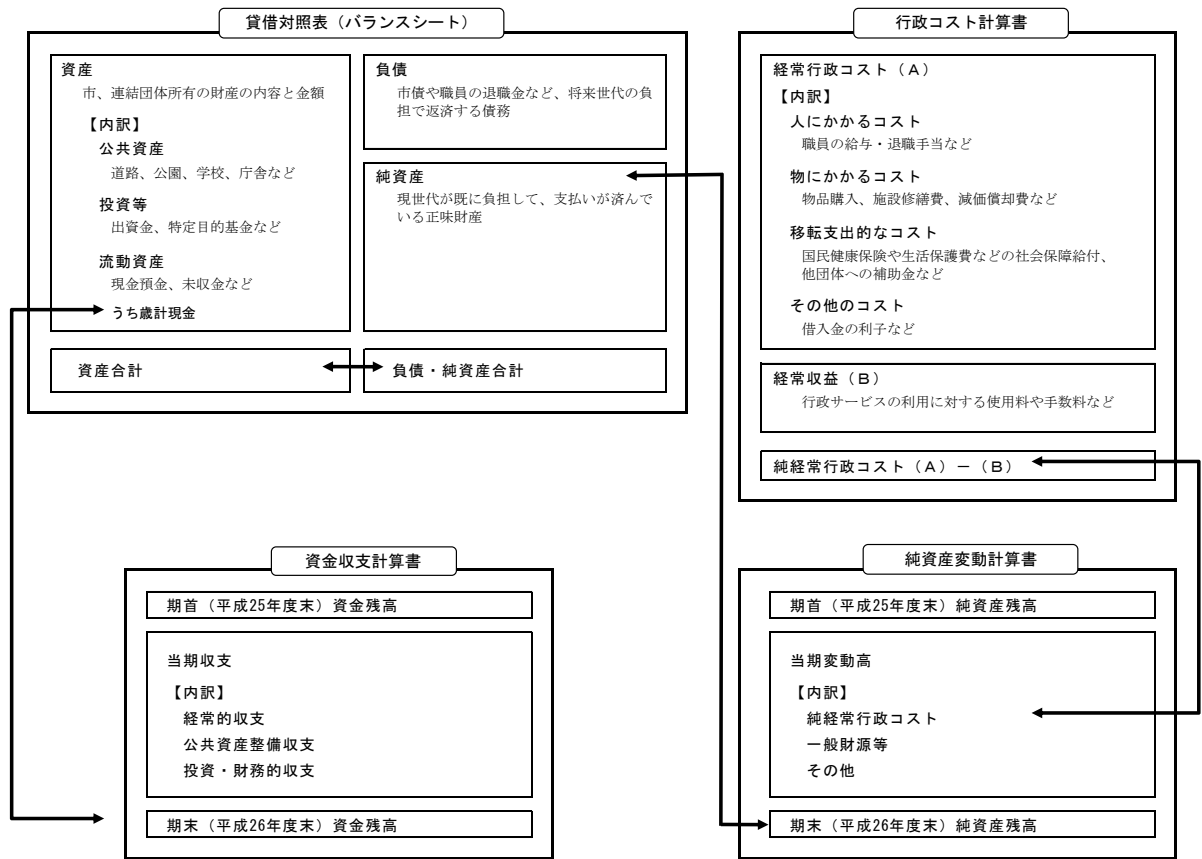 貸借対照表（バランスシート）
資産
市、連結団体所有の財産の内容と金額
【内訳】
公共資産
道路、公園、学校、庁舎など
投資等
出資金、特定目的基金など
流動資産
現金預金、未収金など
うち歳計現金
負債
市債や職員の退職金など、将来世代の負
担で返済する債務
純資産
現世代が既に負担して、支払いが済んで
いる正味財産
資産合計
負債・純資産合計
行政コスト計算書
経常行政コスト（Ａ）
【内訳】
人にかかるコスト
職員の給与・退職手当など
物にかかるコスト
物品購入、施設修繕費、減価償却費など
移転支出的なコスト
国民健康保険や生活保護費などの社会保障給付、
他団体への補助金など
その他のコスト
借入金の利子など
経常収益（Ｂ）
行政サービスの利用に対する使用料や手数料など
純経常行政コスト（Ａ）－（Ｂ）
資金収支計算書
期首（平成25年度末）資金残高
当期収支
【内訳】
経常的収支
公共資産整備収支
投資・財務的収支
期末（平成26年度末）資金残高
純資産変動計算書
期首（平成25年度末）純資産残高
当期変動高
【内訳】
純経常行政コスト
一般財源等
その他
期末（平成26年度末）純資産残高